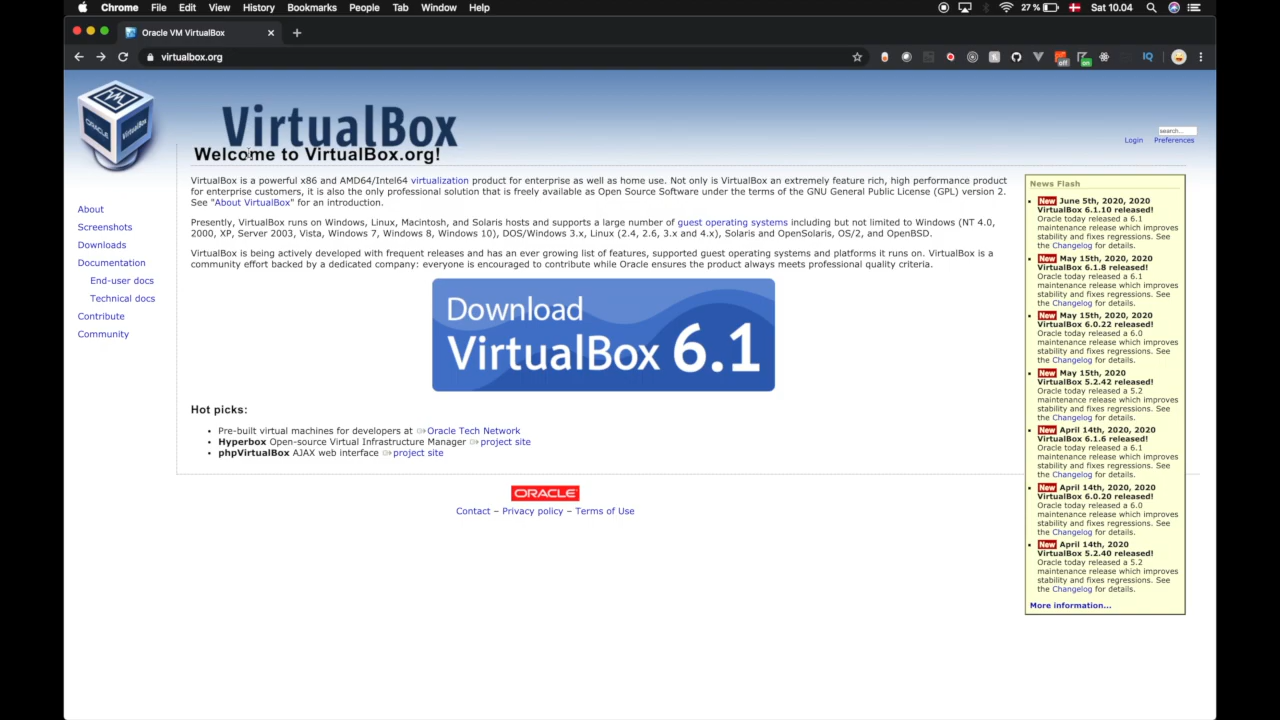 Chrome File Edit View History Bookmarks People Tab Window Help 27% Sat 10.04
Oracle VM VirtualBox
virtualbox.org
off on IQ
ORACLE VirtualBox
VirtualBox
search...
Login Preferences
Welcome to VirtualBox.org!
About
Screenshots
Downloads
Documentation
End-user docs
Technical docs
Contribute
Community
VirtualBox is a powerful x86 and AMD64/Intel64 virtualization product for enterprise as well as home use. Not only is VirtualBox an extremely feature rich, high performance product
for enterprise customers, it is also the only professional solution that is freely available as Open Source Software under the terms of the GNU General Public License (GPL) version 2.
See "About VirtualBox" for an introduction.
Presently, VirtualBox runs on Windows, Linux, Macintosh, and Solaris hosts and supports a large number of guest operating systems including but not limited to Windows (NT 4.0,
2000, XP, Server 2003, Vista, Windows 7, Windows 8, Windows 10), DOS/Windows 3.x, Linux (2.4, 2.6, 3.x and 4.x), Solaris and OpenSolaris, OS/2, and OpenBSD.
VirtualBox is being actively developed with frequent releases and has an ever growing list of features, supported guest operating systems and platforms it runs on. VirtualBox is a
community effort backed by a dedicated company: everyone is encouraged to contribute while Oracle ensures the product always meets professional quality criteria.
Download
VirtualBox 6.1
Hot picks:
Pre-built virtual machines for developers at Oracle Tech Network
Hyperbox Open-source Virtual Infrastructure Manager project site
phpVirtualBox AJAX web interface project site
ORACLE
Contact – Privacy policy – Terms of Use
News Flash
New June 5th, 2020, 2020
VirtualBox 6.1.10 released!
Oracle today released a 6.1
maintenance release which improves
stability and fixes regressions. See
the Changelog for details.
New May 15th, 2020, 2020
VirtualBox 6.1.8 released!
Oracle today released a 6.1
maintenance release which improves
stability and fixes regressions. See
the Changelog for details.
New May 15th, 2020, 2020
VirtualBox 6.0.22 released!
Oracle today released a 6.0
maintenance release which improves
stability and fixes regressions. See
the Changelog for details.
New May 15th, 2020, 2020
VirtualBox 5.2.42 released!
Oracle today released a 5.2
maintenance release which improves
stability and fixes regressions. See
the Changelog for details.
New April 14th, 2020, 2020
VirtualBox 6.1.6 released!
Oracle today released a 6.1
maintenance release which improves
stability and fixes regressions. See
the Changelog for details.
New April 14th, 2020, 2020
VirtualBox 6.0.20 released!
Oracle today released a 6.0
maintenance release which improves
stability and fixes regressions. See
the Changelog for details.
New April 14th, 2020
VirtualBox 5.2.40 released!
Oracle today released a 5.2
maintenance release which improves
stability and fixes regressions. See
the Changelog for details.
More information...